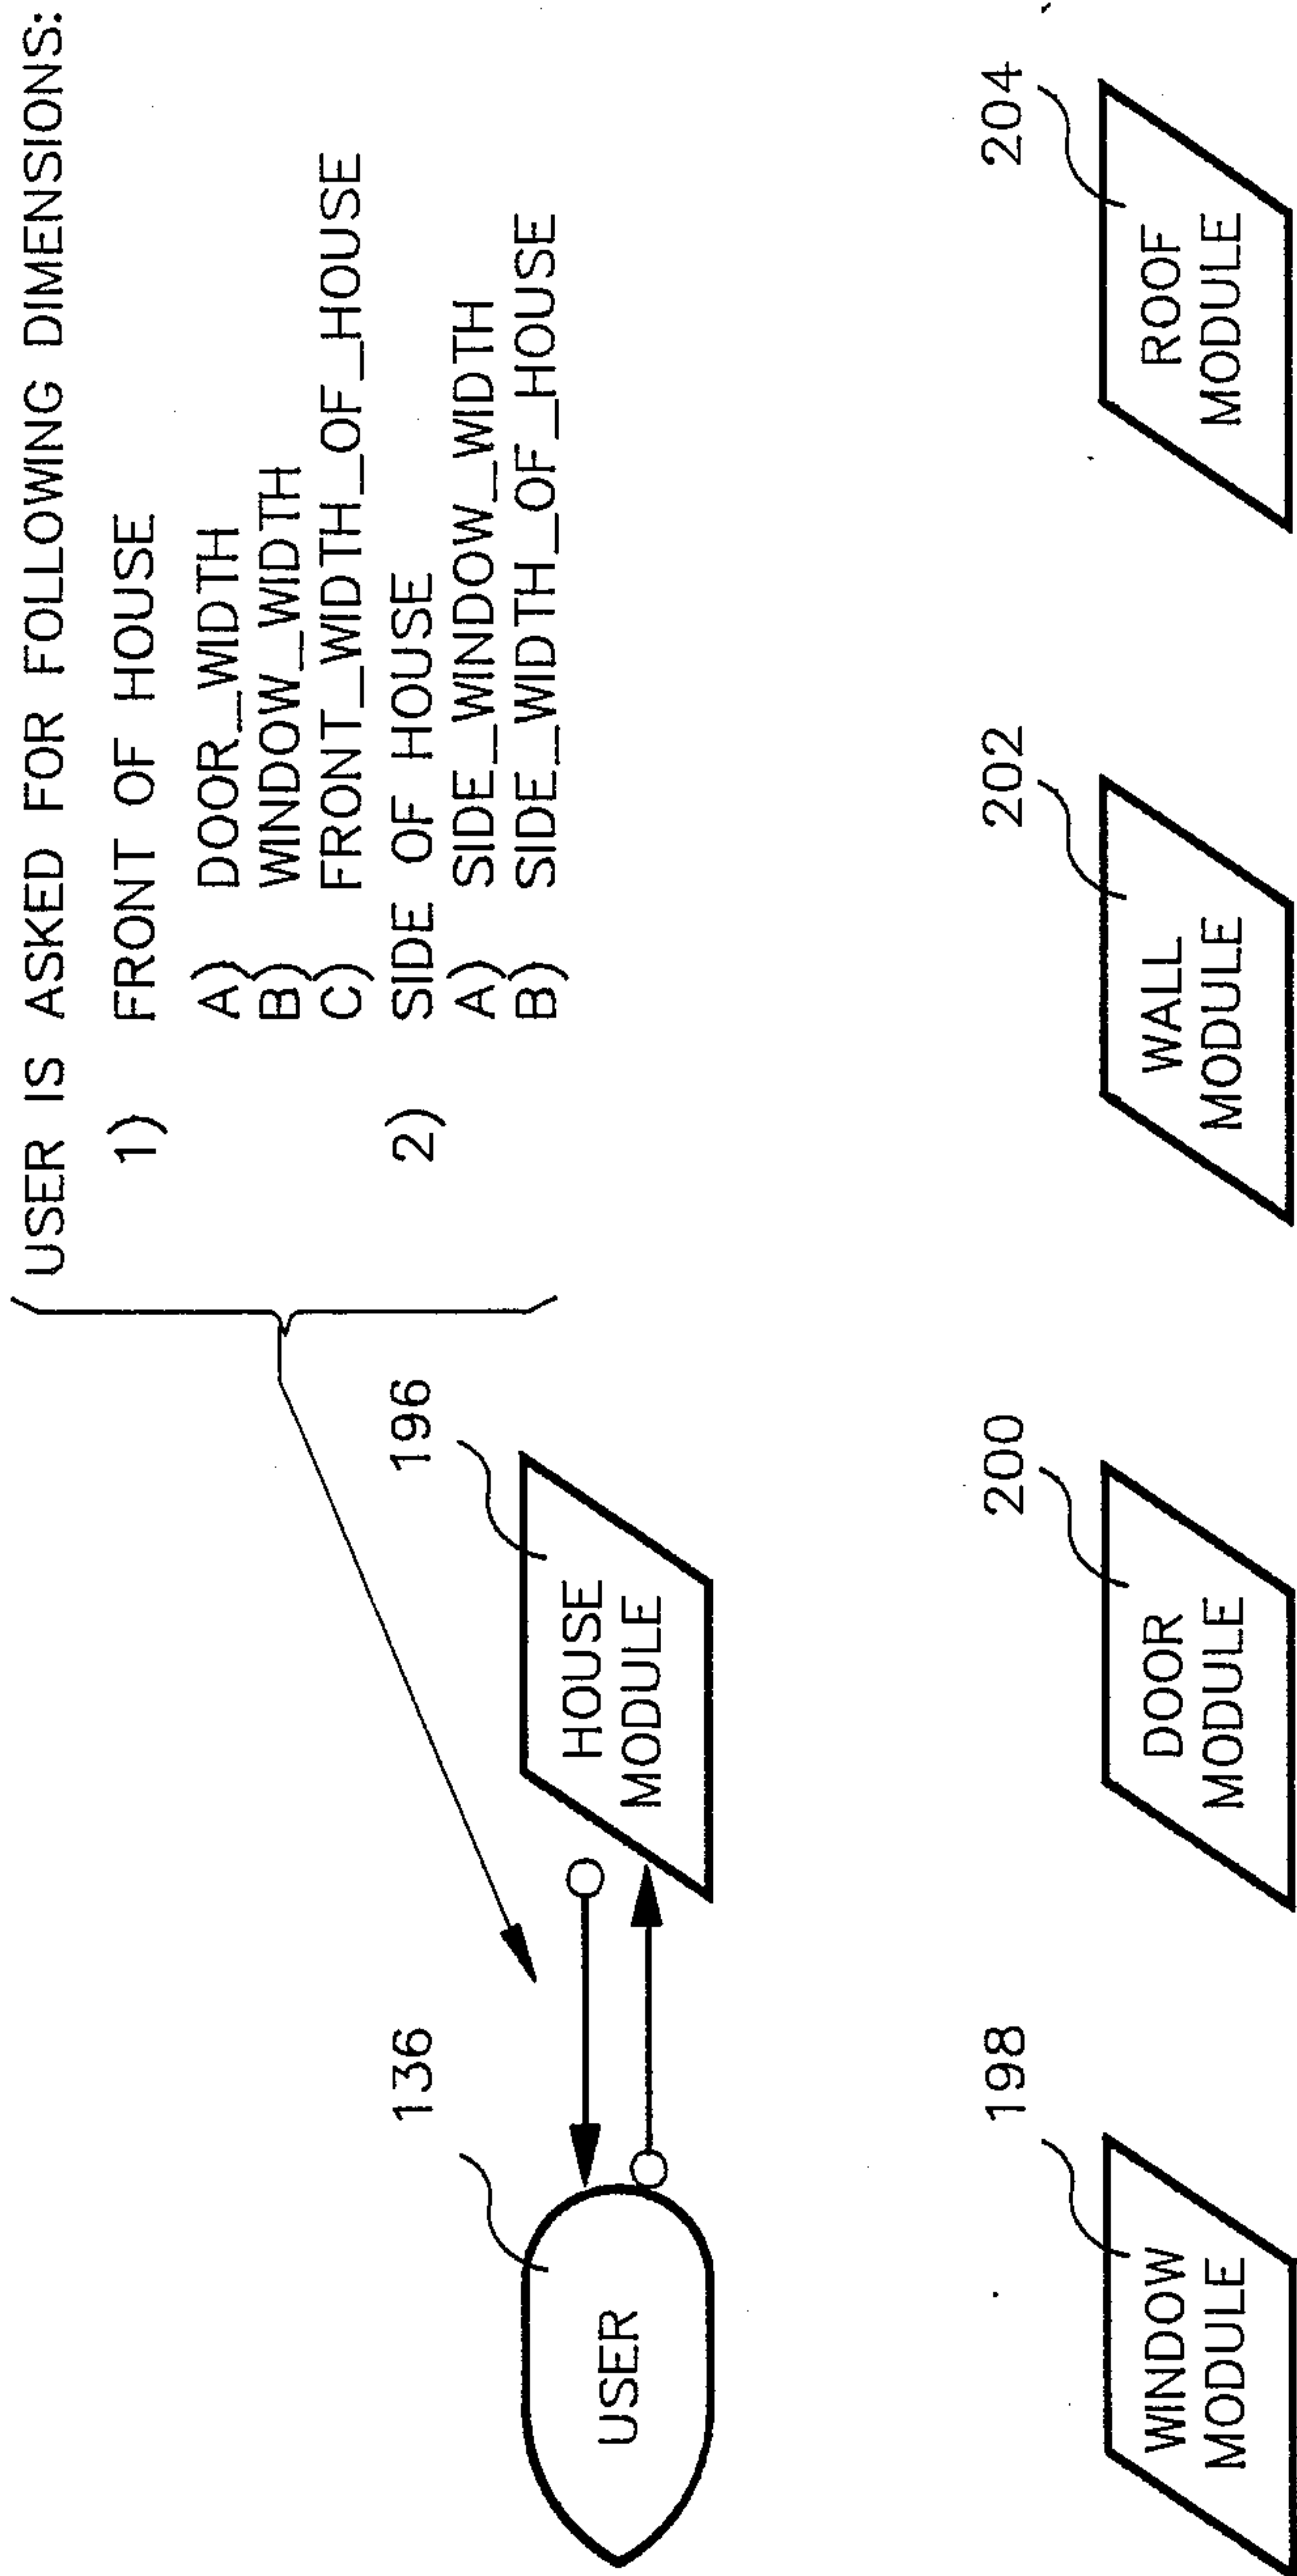 USER IS ASKED FOR FOLLOWING DIMENSIONS:
1) FRONT OF HOUSE
A) DOOR_WIDTH
B) WINDOW_WIDTH
C) FRONT_WIDTH_OF_HOUSE
2) SIDE OF HOUSE
A) SIDE_WINDOW_WIDTH
B) SIDE_WIDTH_OF_HOUSE
136
USER
196
HOUSE
MODULE
198
WINDOW
MODULE
200
DOOR
MODULE
202
WALL
MODULE
204
ROOF
MODULE